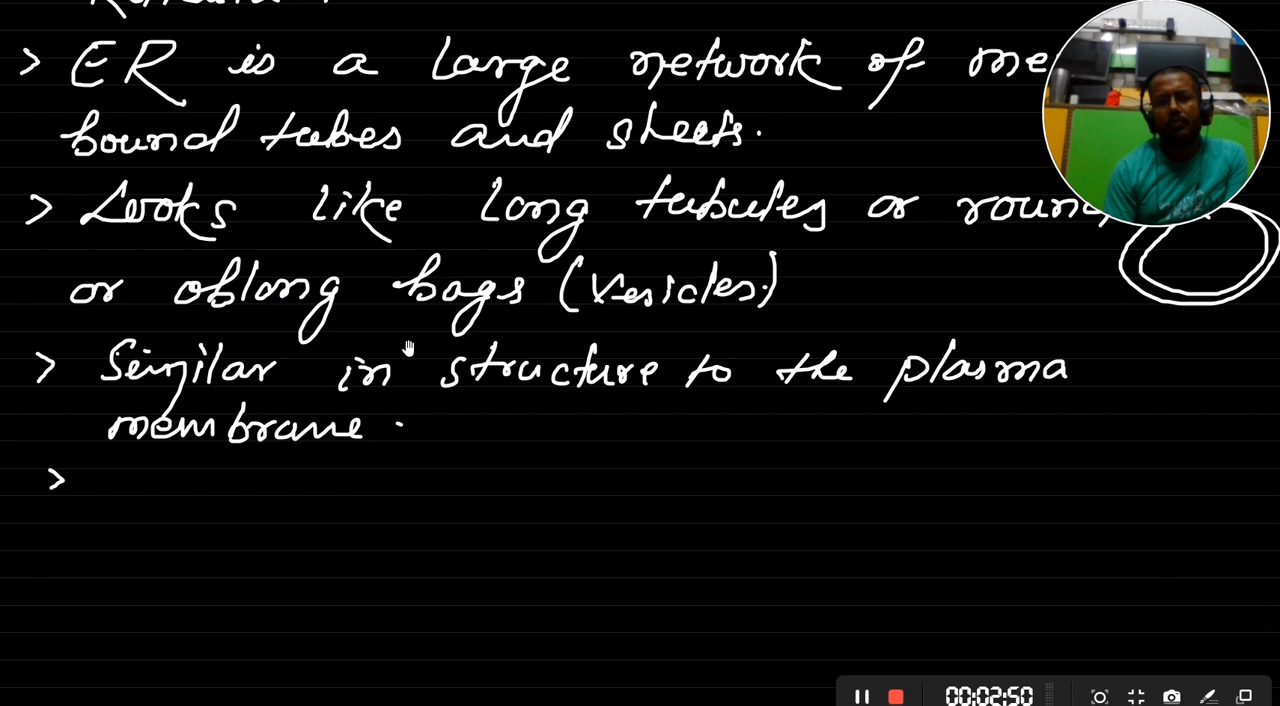 > ER is a large network of me
bound tubes and sheets.
> Looks like long tubules or round
or oblong bags (Vesicles.)
> Similar in structure to the plasma
membrane.
>
00:02:50